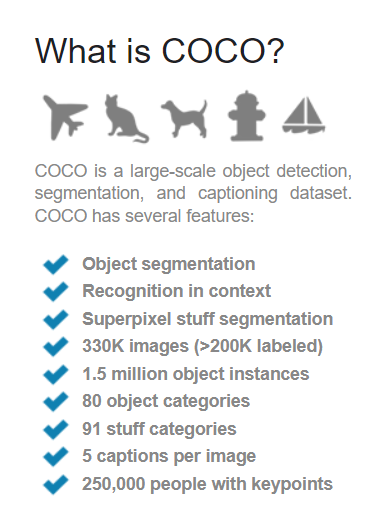 What is COCO?
COCO is a large-scale object detection,
segmentation, and captioning dataset.
COCO has several features:
Object segmentation
Recognition in context
Superpixel stuff segmentation
330K images (>200K labeled)
1.5 million object instances
80 object categories
91 stuff categories
5 captions per image
250,000 people with keypoints